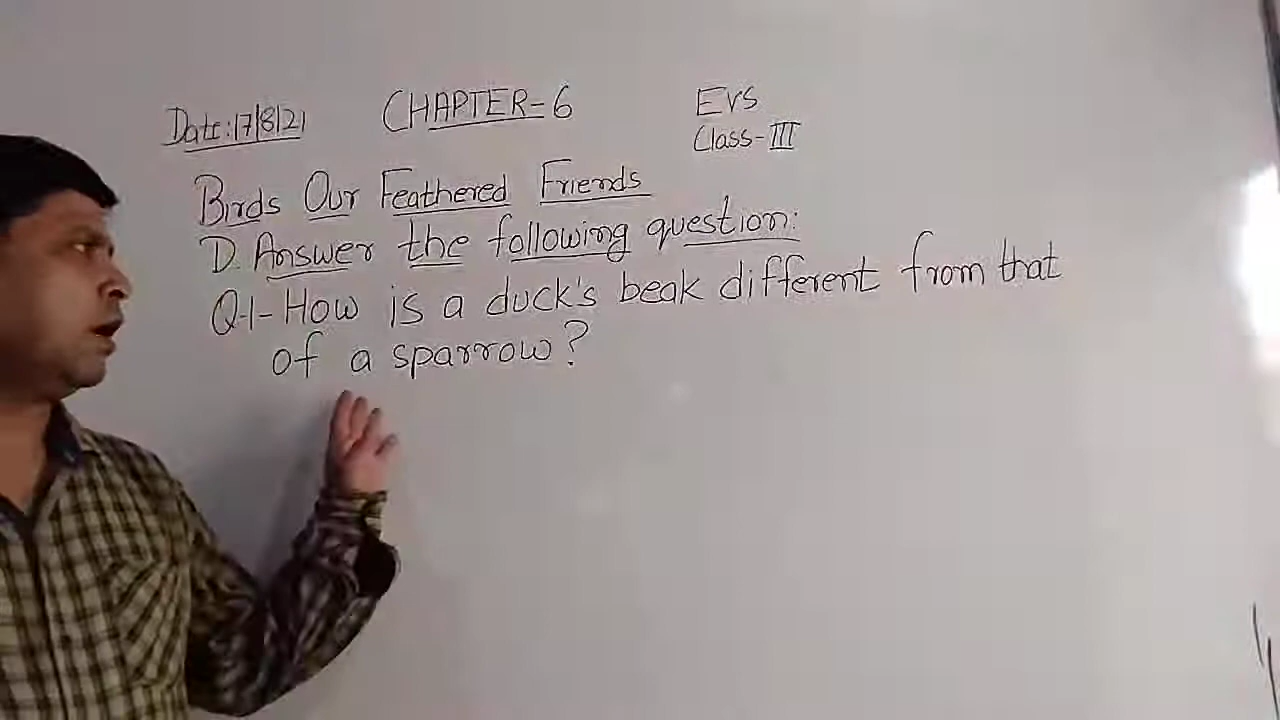 Date: 17/8/21 CHAPTER-6 EVS
Class-III
Birds Our Feathered Friends
D. Answer the following question:
Q-1- How is a duck's beak different from that
of a sparrow?